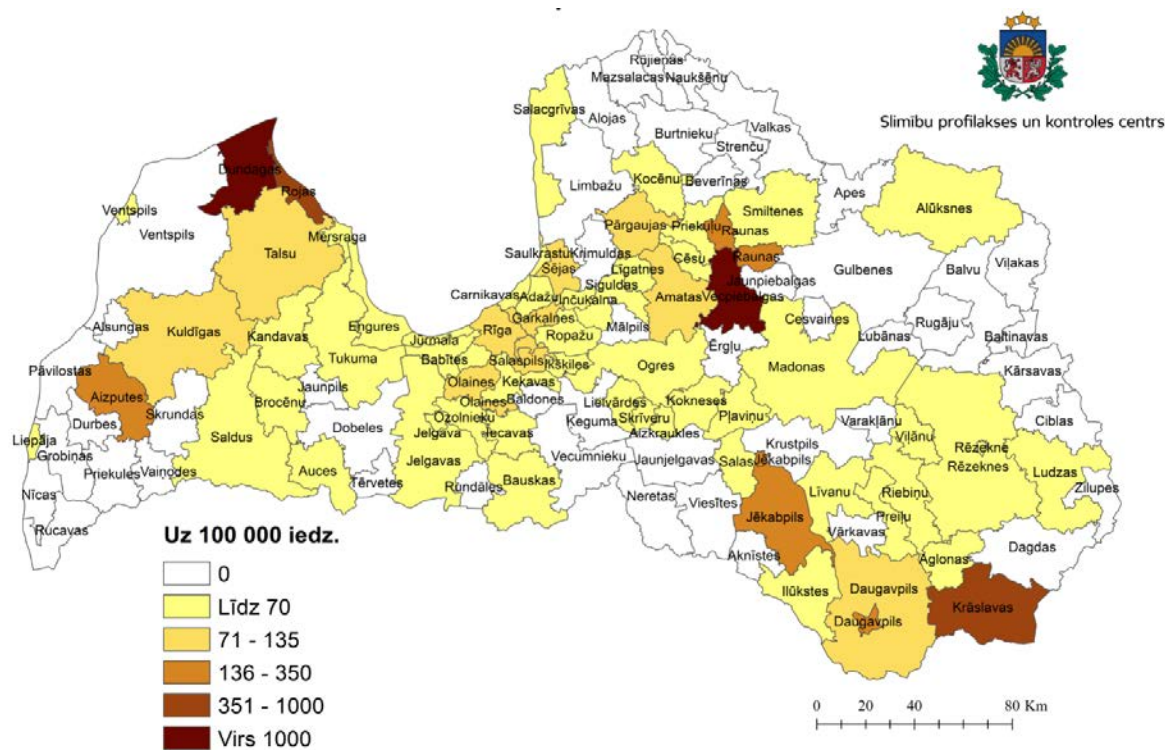 Slimību profilakses un kontroles centrs
Rūjienas
Mazsalacas
Naukšēnu
Salacgrīvas
Alojas
Burtnieku
Valkas
Strenču
Dundagas
Rojas
Limbažu
Kocēnu
Beverīnas
Apes
Smiltenes
Alūksnes
Ventspils
Ventspils
Talsu
Mērsraga
Pārgaujas
Priekuļu
Raunas
Raunas
Saulkrastu
Krimuldas
Sējas
Līgatnes
Cēsu
Gulbenes
Balvu
Viļakas
Jaunpiebalgas
Vecpiebalgas
Siguldas
Inčukalna
Carnikavas
Ādažu
Amatas
Alsungas
Kuldīgas
Kandavas
Engures
Jūrmala
Rīga
Garkalnes
Ropažu
Mālpils
Cesvaines
Lubānas
Rugāju
Baltinavas
Ērgļu
Tukuma
Babītes
Salaspils
Ikšķiles
Ogres
Madonas
Kārsavas
Pāvilostas
Aizputes
Skrundas
Jaunpils
Olaines
Olaines
Ķekavas
Baldones
Brocēnu
Lielvārdes
Kokneses
Skrīveru
Pļaviņu
Varakļānu
Ciblas
Durbes
Liepāja
Grobiņas
Saldus
Dobeles
Ozolnieku
Jelgava
Iecavas
Ķeguma
Aizkraukles
Viļānu
Rēzekne
Rēzeknes
Krustpils
Jēkabpils
Priekules
Vaiņodes
Auces
Tērvetes
Jelgavas
Bauskas
Vecumnieku
Jaunjelgavas
Salas
Ludzas
Zilupes
Nīcas
Rundāles
Neretas
Viesītes
Jēkabpils
Līvānu
Riebiņu
Preiļu
Vārkavas
Rucavas
Aknīstes
Aglonas
Dagdas
Ilūkstes
Daugavpils
Daugavpils
Krāslavas
Uz 100 000 iedz.
0
Līdz 70
71 - 135
136 - 350
351 - 1000
Virs 1000
0 20 40 80 Km